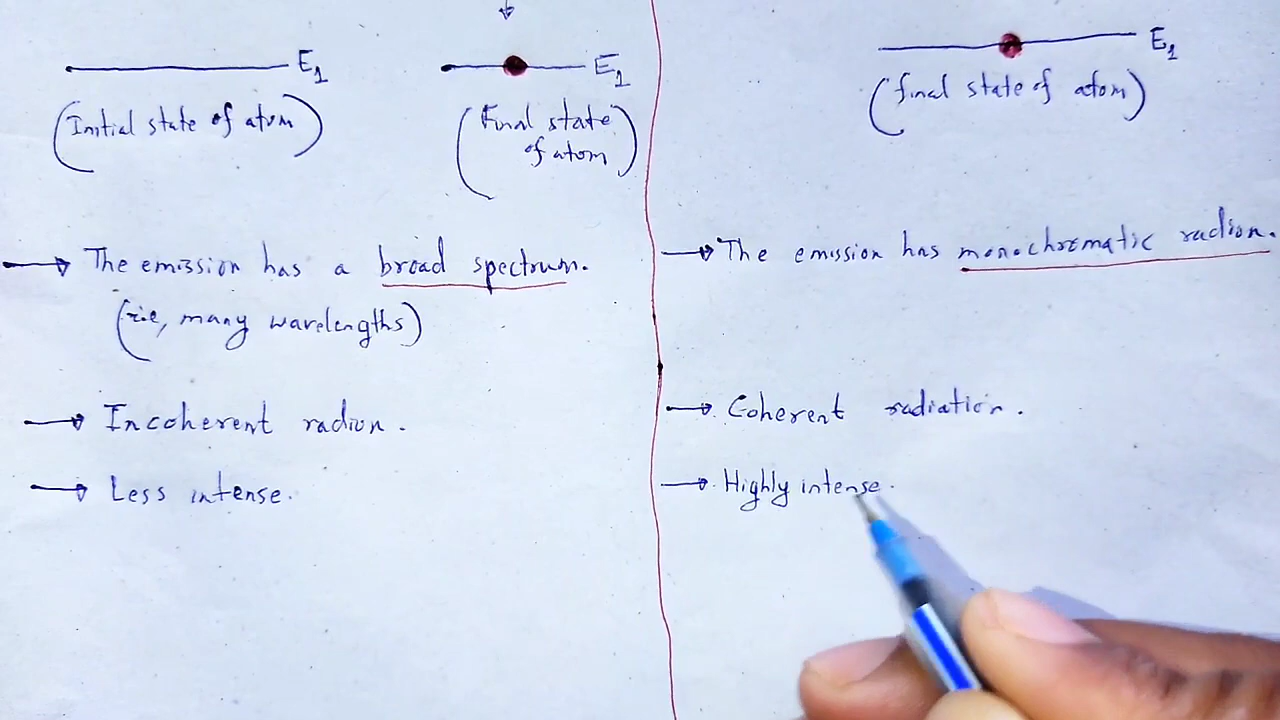 E1
(Initial state of atom)
E1
(Final state
of atom)
→ The emission has a broad spectrum.
(i.e, many wavelengths)
→ Incoherent radion.
→ Less intense.
E1
(final state of atom)
→ The emission has monochromatic radion.
→ Coherent radiation.
→ Highly intense.